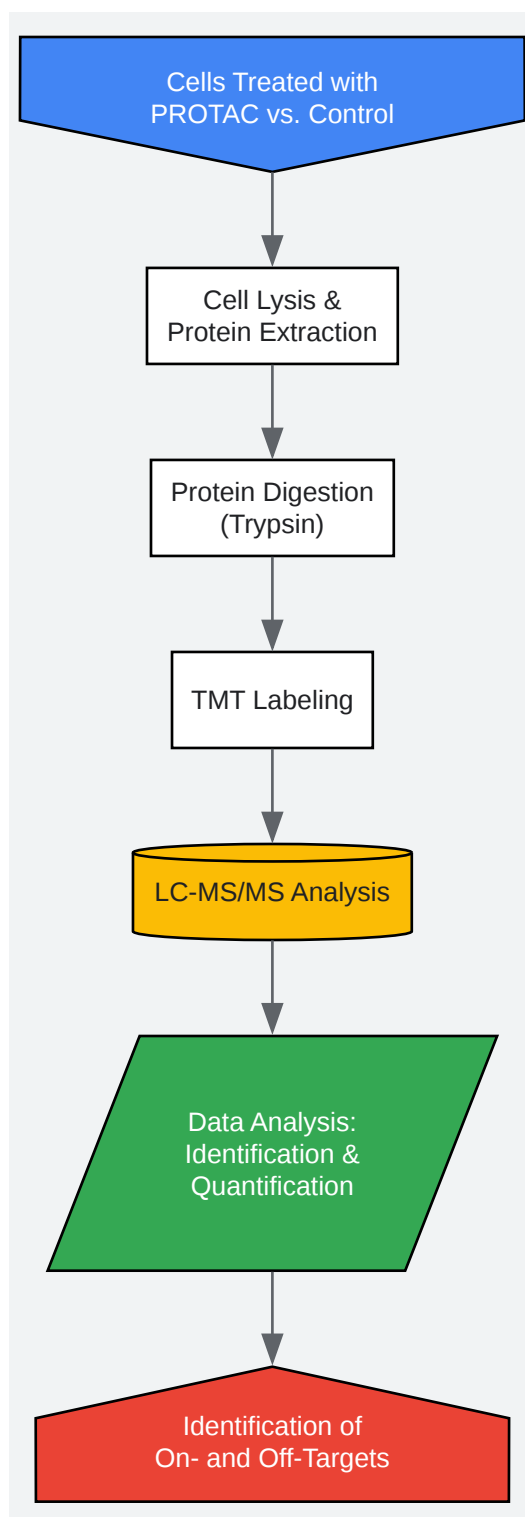 Cells Treated with
PROTAC vs. Control
Cell Lysis &
Protein Extraction
Protein Digestion
(Trypsin)
TMT Labeling
LC-MS/MS Analysis
Data Analysis:
Identification &
Quantification
Identification of
On- and Off-Targets